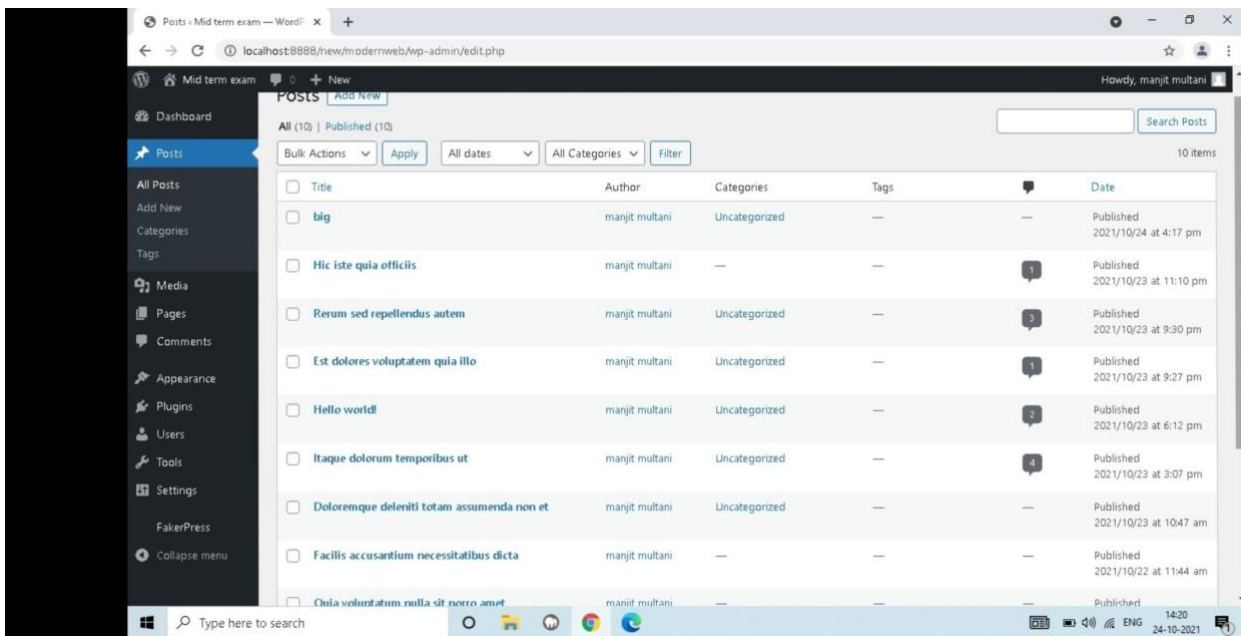 Posts ‹ Mid term exam — WordP
localhost:8888/new/modernweb/wp-admin/edit.php
Mid term exam 0 + New Howdy, manjit multani
Posts Add New
All (10) | Published (10) Search Posts
Bulk Actions Apply All dates All Categories Filter 10 items
Dashboard
Posts
All Posts
Add New
Categories
Tags
Media
Pages
Comments
Appearance
Plugins
Users
Tools
Settings
FakerPress
Collapse menu
Title Author Categories Tags Date
big manjit multani Uncategorized — — Published
2021/10/24 at 4:17 pm
Hic iste quia officiis manjit multani — — 1 Published
2021/10/23 at 11:10 pm
Rerum sed repellendus autem manjit multani Uncategorized — 3 Published
2021/10/23 at 9:30 pm
Est dolores voluptatem quia illo manjit multani Uncategorized — 1 Published
2021/10/23 at 9:27 pm
Hello world! manjit multani Uncategorized — 2 Published
2021/10/23 at 6:12 pm
Itaque dolorum temporibus ut manjit multani Uncategorized — 4 Published
2021/10/23 at 3:07 pm
Doloremque deleniti totam assumenda non et manjit multani Uncategorized — — Published
2021/10/23 at 10:47 am
Facilis accusantium necessitatibus dicta manjit multani — — — Published
2021/10/22 at 11:44 am
Quia voluptatum nulla sit porro amet manjit multani — — — Published
Type here to search ENG 14:20
24-10-2021